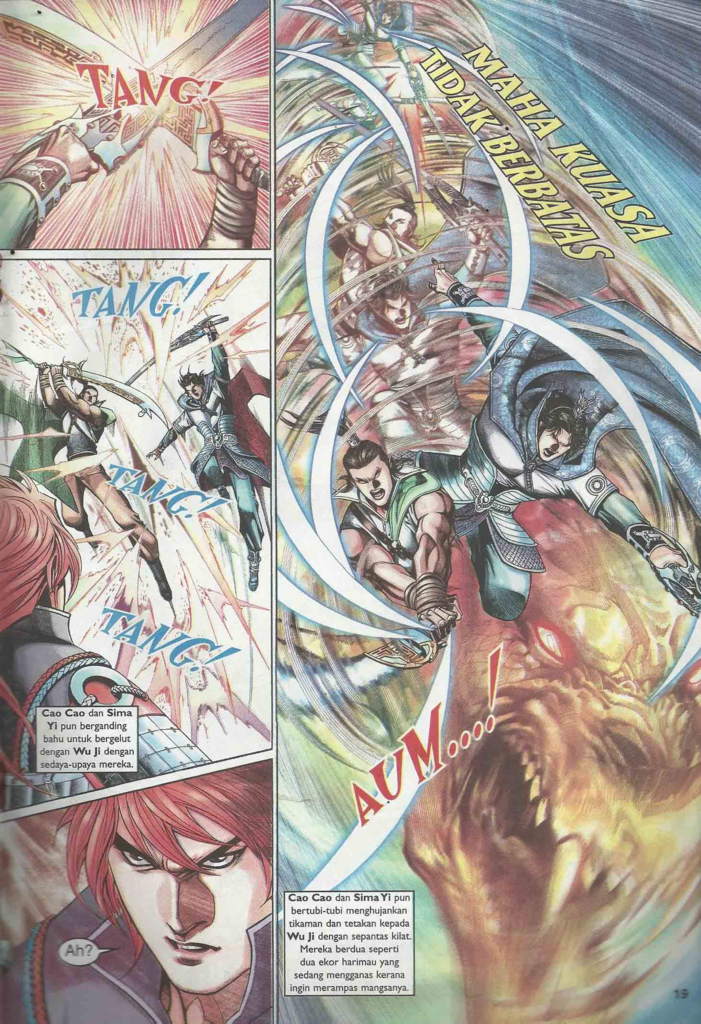 TANG!
TANG!
TANG!
TANG!
Cao Cao dan Sima
Yi pun berganding
bahu untuk bergelut
dengan Wu Ji dengan
sedaya-upaya mereka.
Ah?
MAHA KUASA
TIDAK BERBATAS
AUM....!
Cao Cao dan Sima Yi pun
bertubi-tubi menghujankan
tikaman dan tetakan kepada
Wu Ji dengan sepantas kilat.
Mereka berdua seperti
dua ekor harimau yang
sedang mengganas kerana
ingin merampas mangsanya.
19